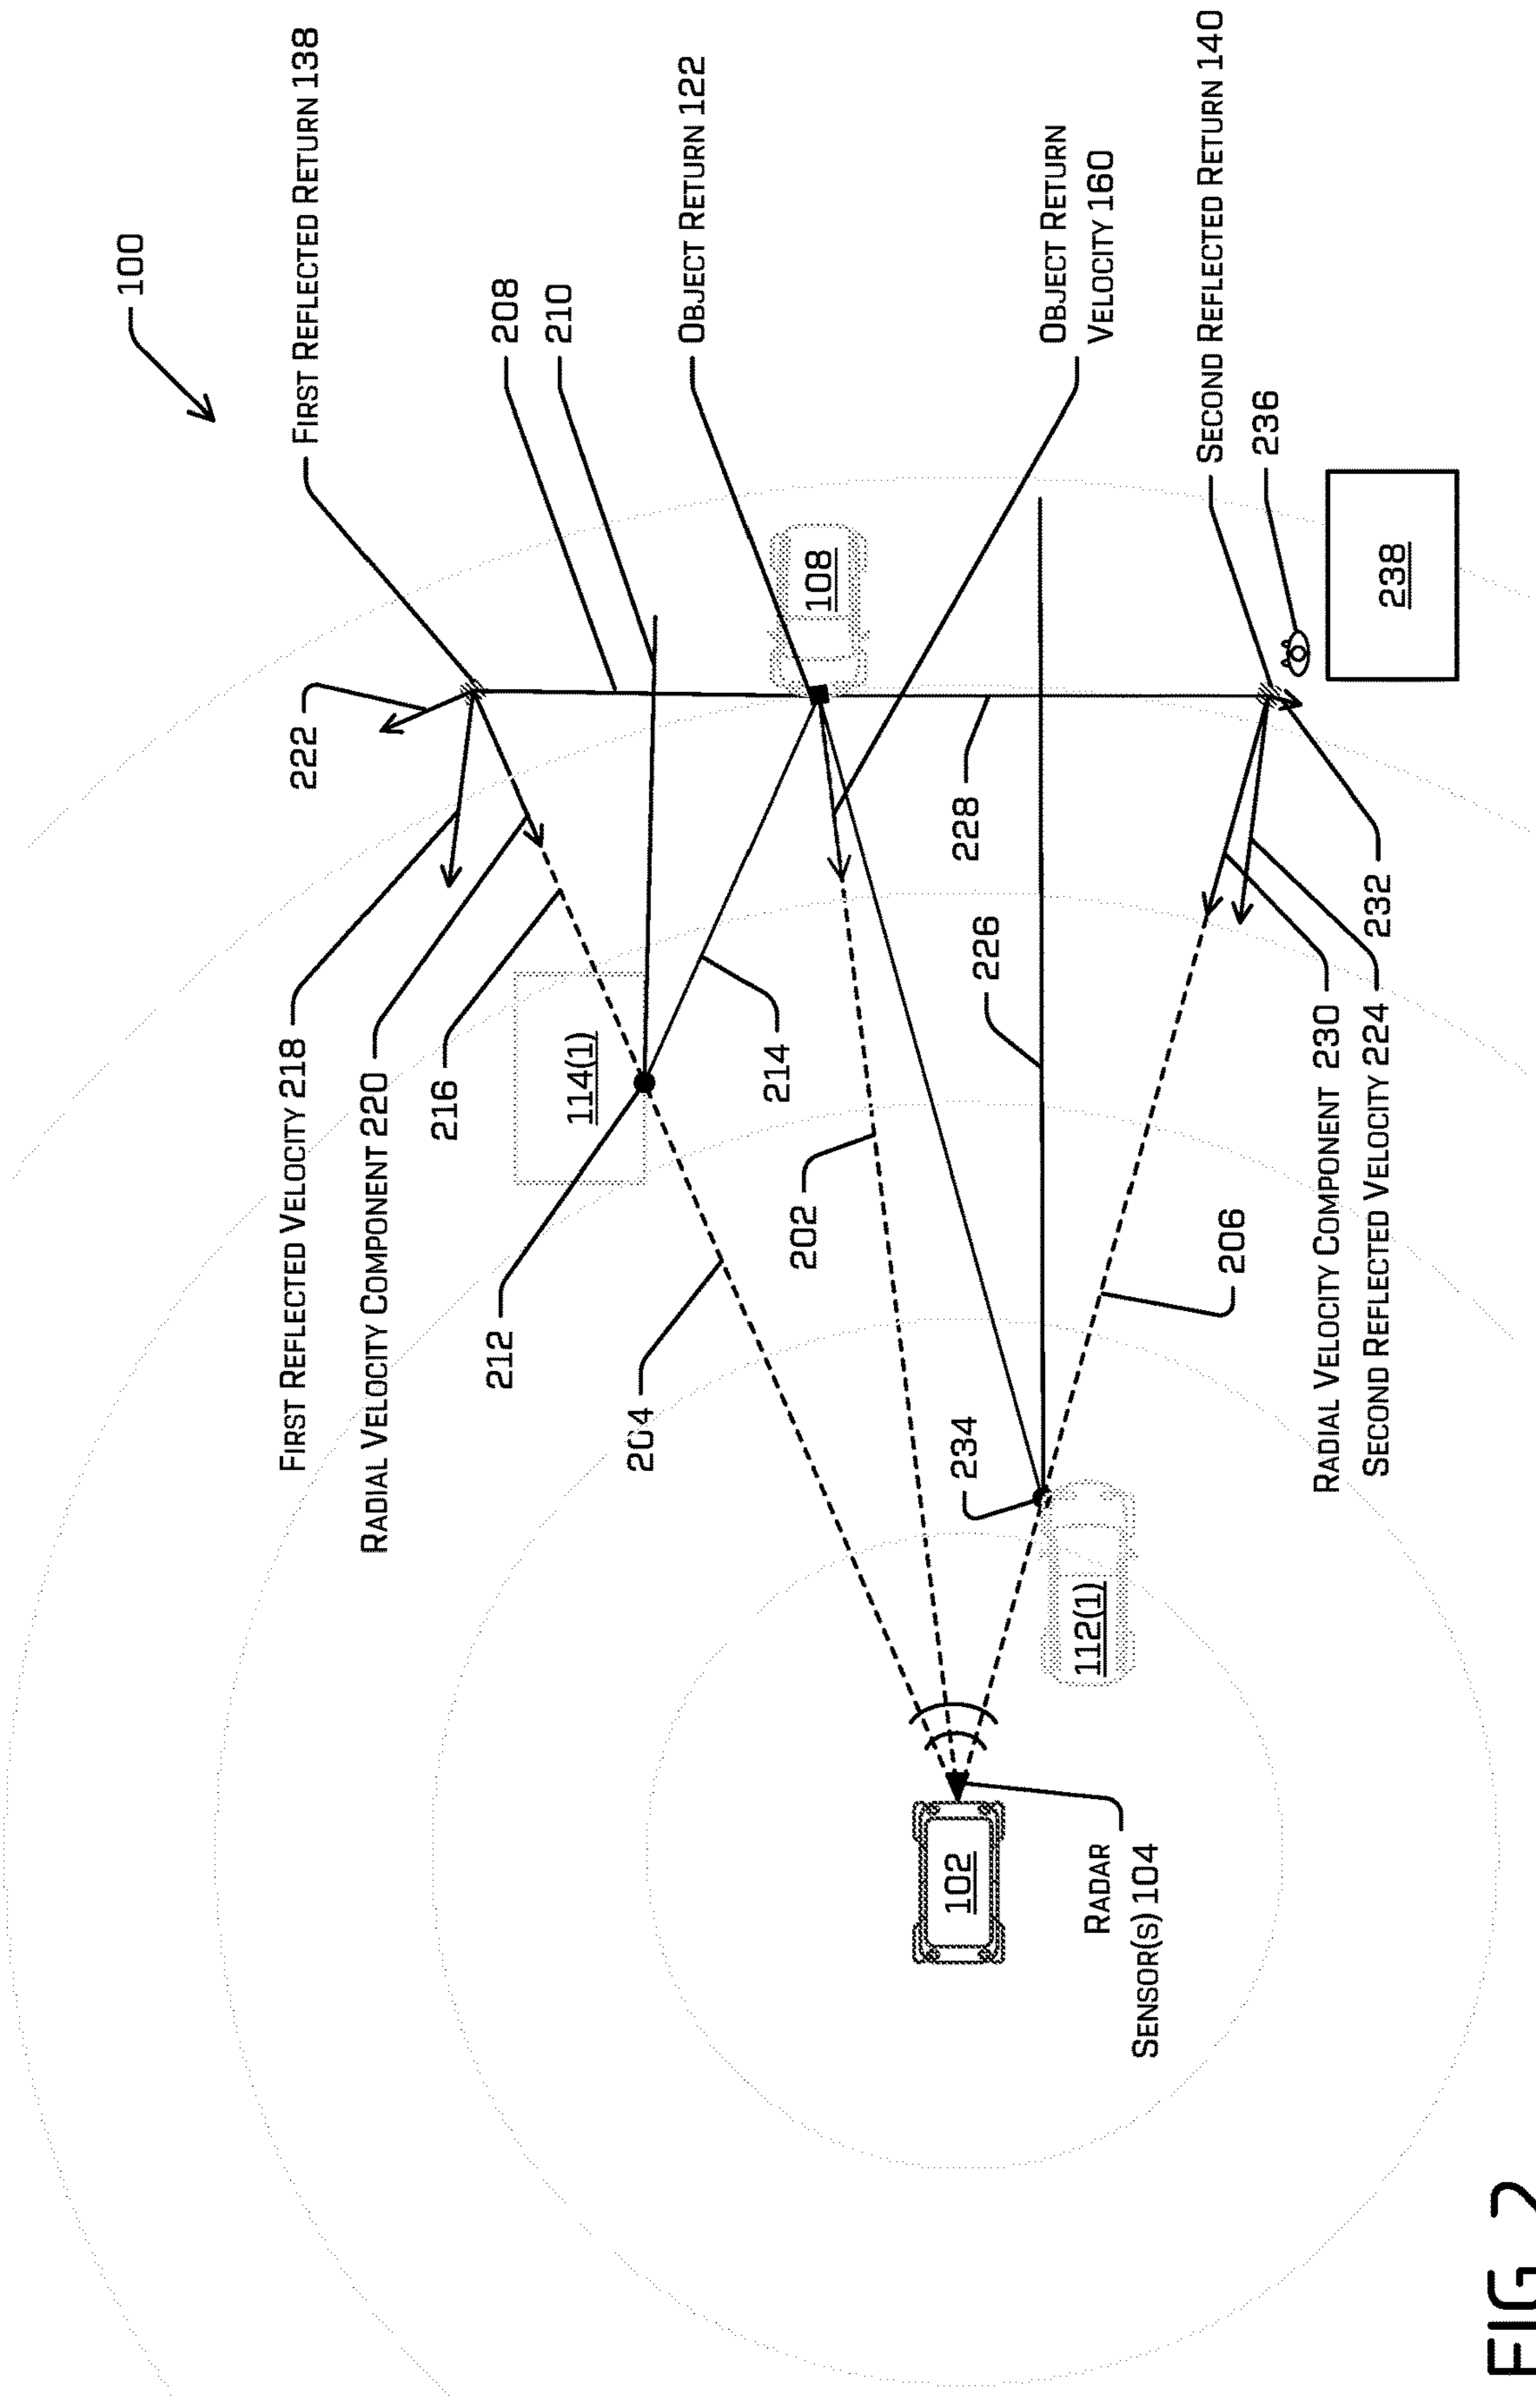 100
FIRST REFLECTED RETURN 138
208
210
OBJECT RETURN 122
OBJECT RETURN
VELOCITY 160
SECOND REFLECTED RETURN 140
236
238
108
222
228
232
226
FIRST REFLECTED VELOCITY 218
RADIAL VELOCITY COMPONENT 220
216
114(1)
214
202
212
204
234
206
RADIAL VELOCITY COMPONENT 230
SECOND REFLECTED VELOCITY 224
112(1)
102
RADAR
SENSOR(S) 104
FIG. 2